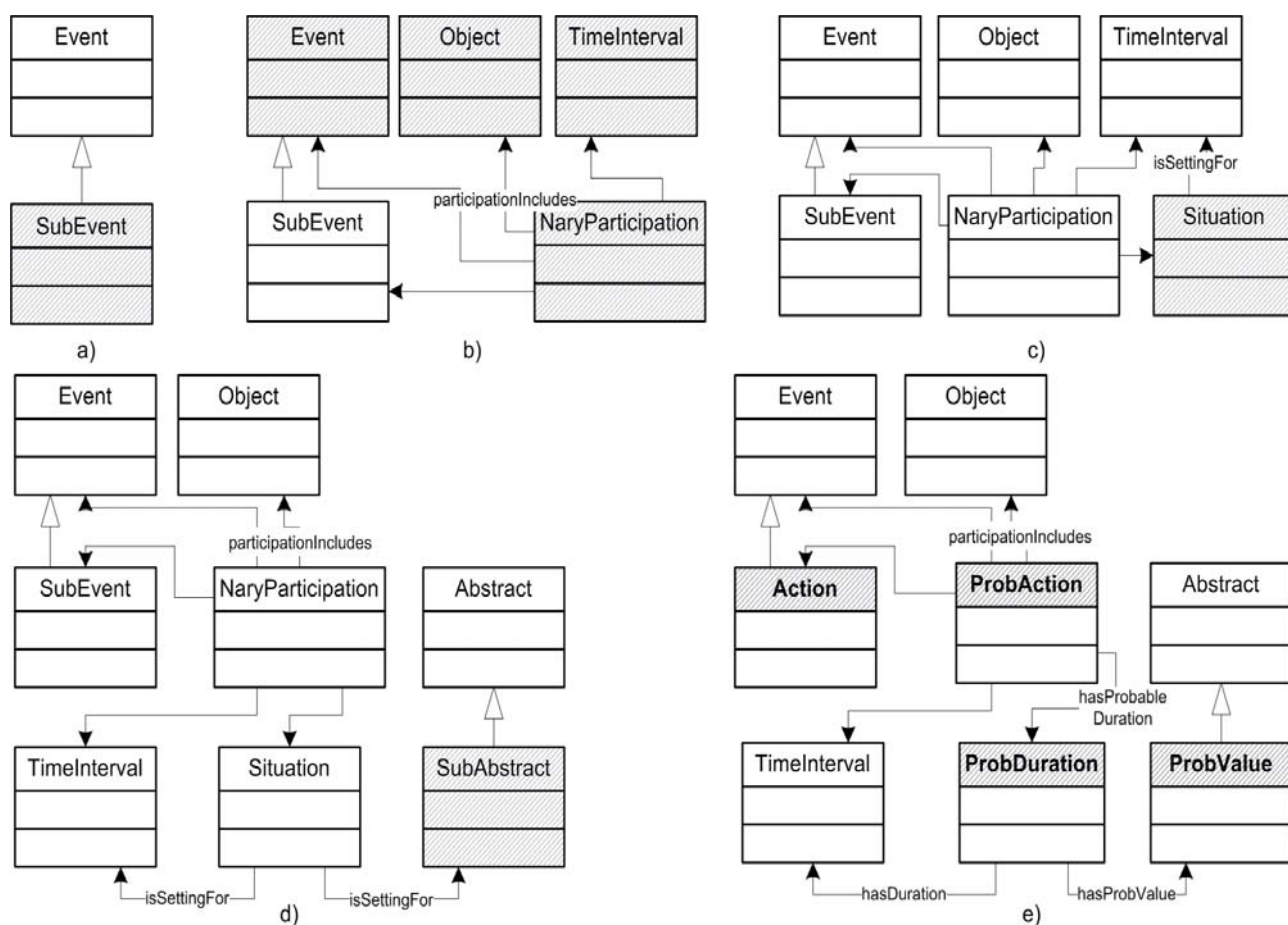 Event
SubEvent
a)
Event
Object
TimeInterval
participationIncludes
SubEvent
NaryParticipation
b)
Event
Object
TimeInterval
isSettingFor
SubEvent
NaryParticipation
Situation
c)
Event
Object
participationIncludes
SubEvent
NaryParticipation
Abstract
TimeInterval
Situation
SubAbstract
isSettingFor
isSettingFor
d)
Event
Object
participationIncludes
Action
ProbAction
Abstract
hasProbable
Duration
TimeInterval
ProbDuration
ProbValue
hasDuration
hasProbValue
e)